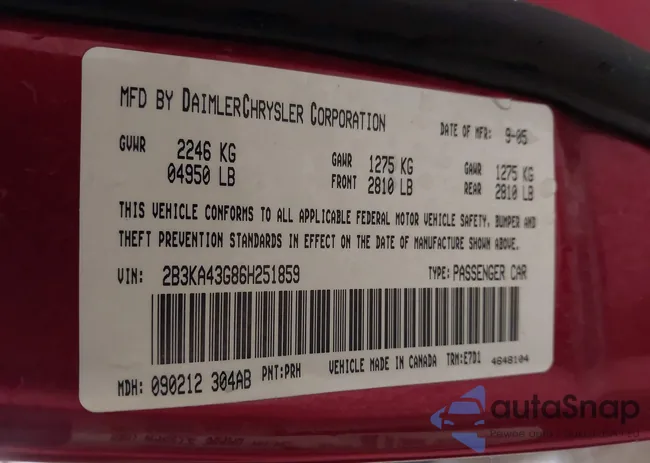 MFD BY DAIMLERCHRYSLER CORPORATION
DATE OF MFR: 9-05
GVWR 2246 KG GAWR 1275 KG GAWR 1275 KG
04950 LB FRONT 2810 LB REAR 2810 LB
THIS VEHICLE CONFORMS TO ALL APPLICABLE FEDERAL MOTOR VEHICLE SAFETY, BUMPER AND
THEFT PREVENTION STANDARDS IN EFFECT ON THE DATE OF MANUFACTURE SHOWN ABOVE.
VIN: 2B3KA43G86H251859 TYPE: PASSENGER CAR
MDH: 090212 304AB PNT:PRH VEHICLE MADE IN CANADA TRM:E7D1 4648104
autoSnap